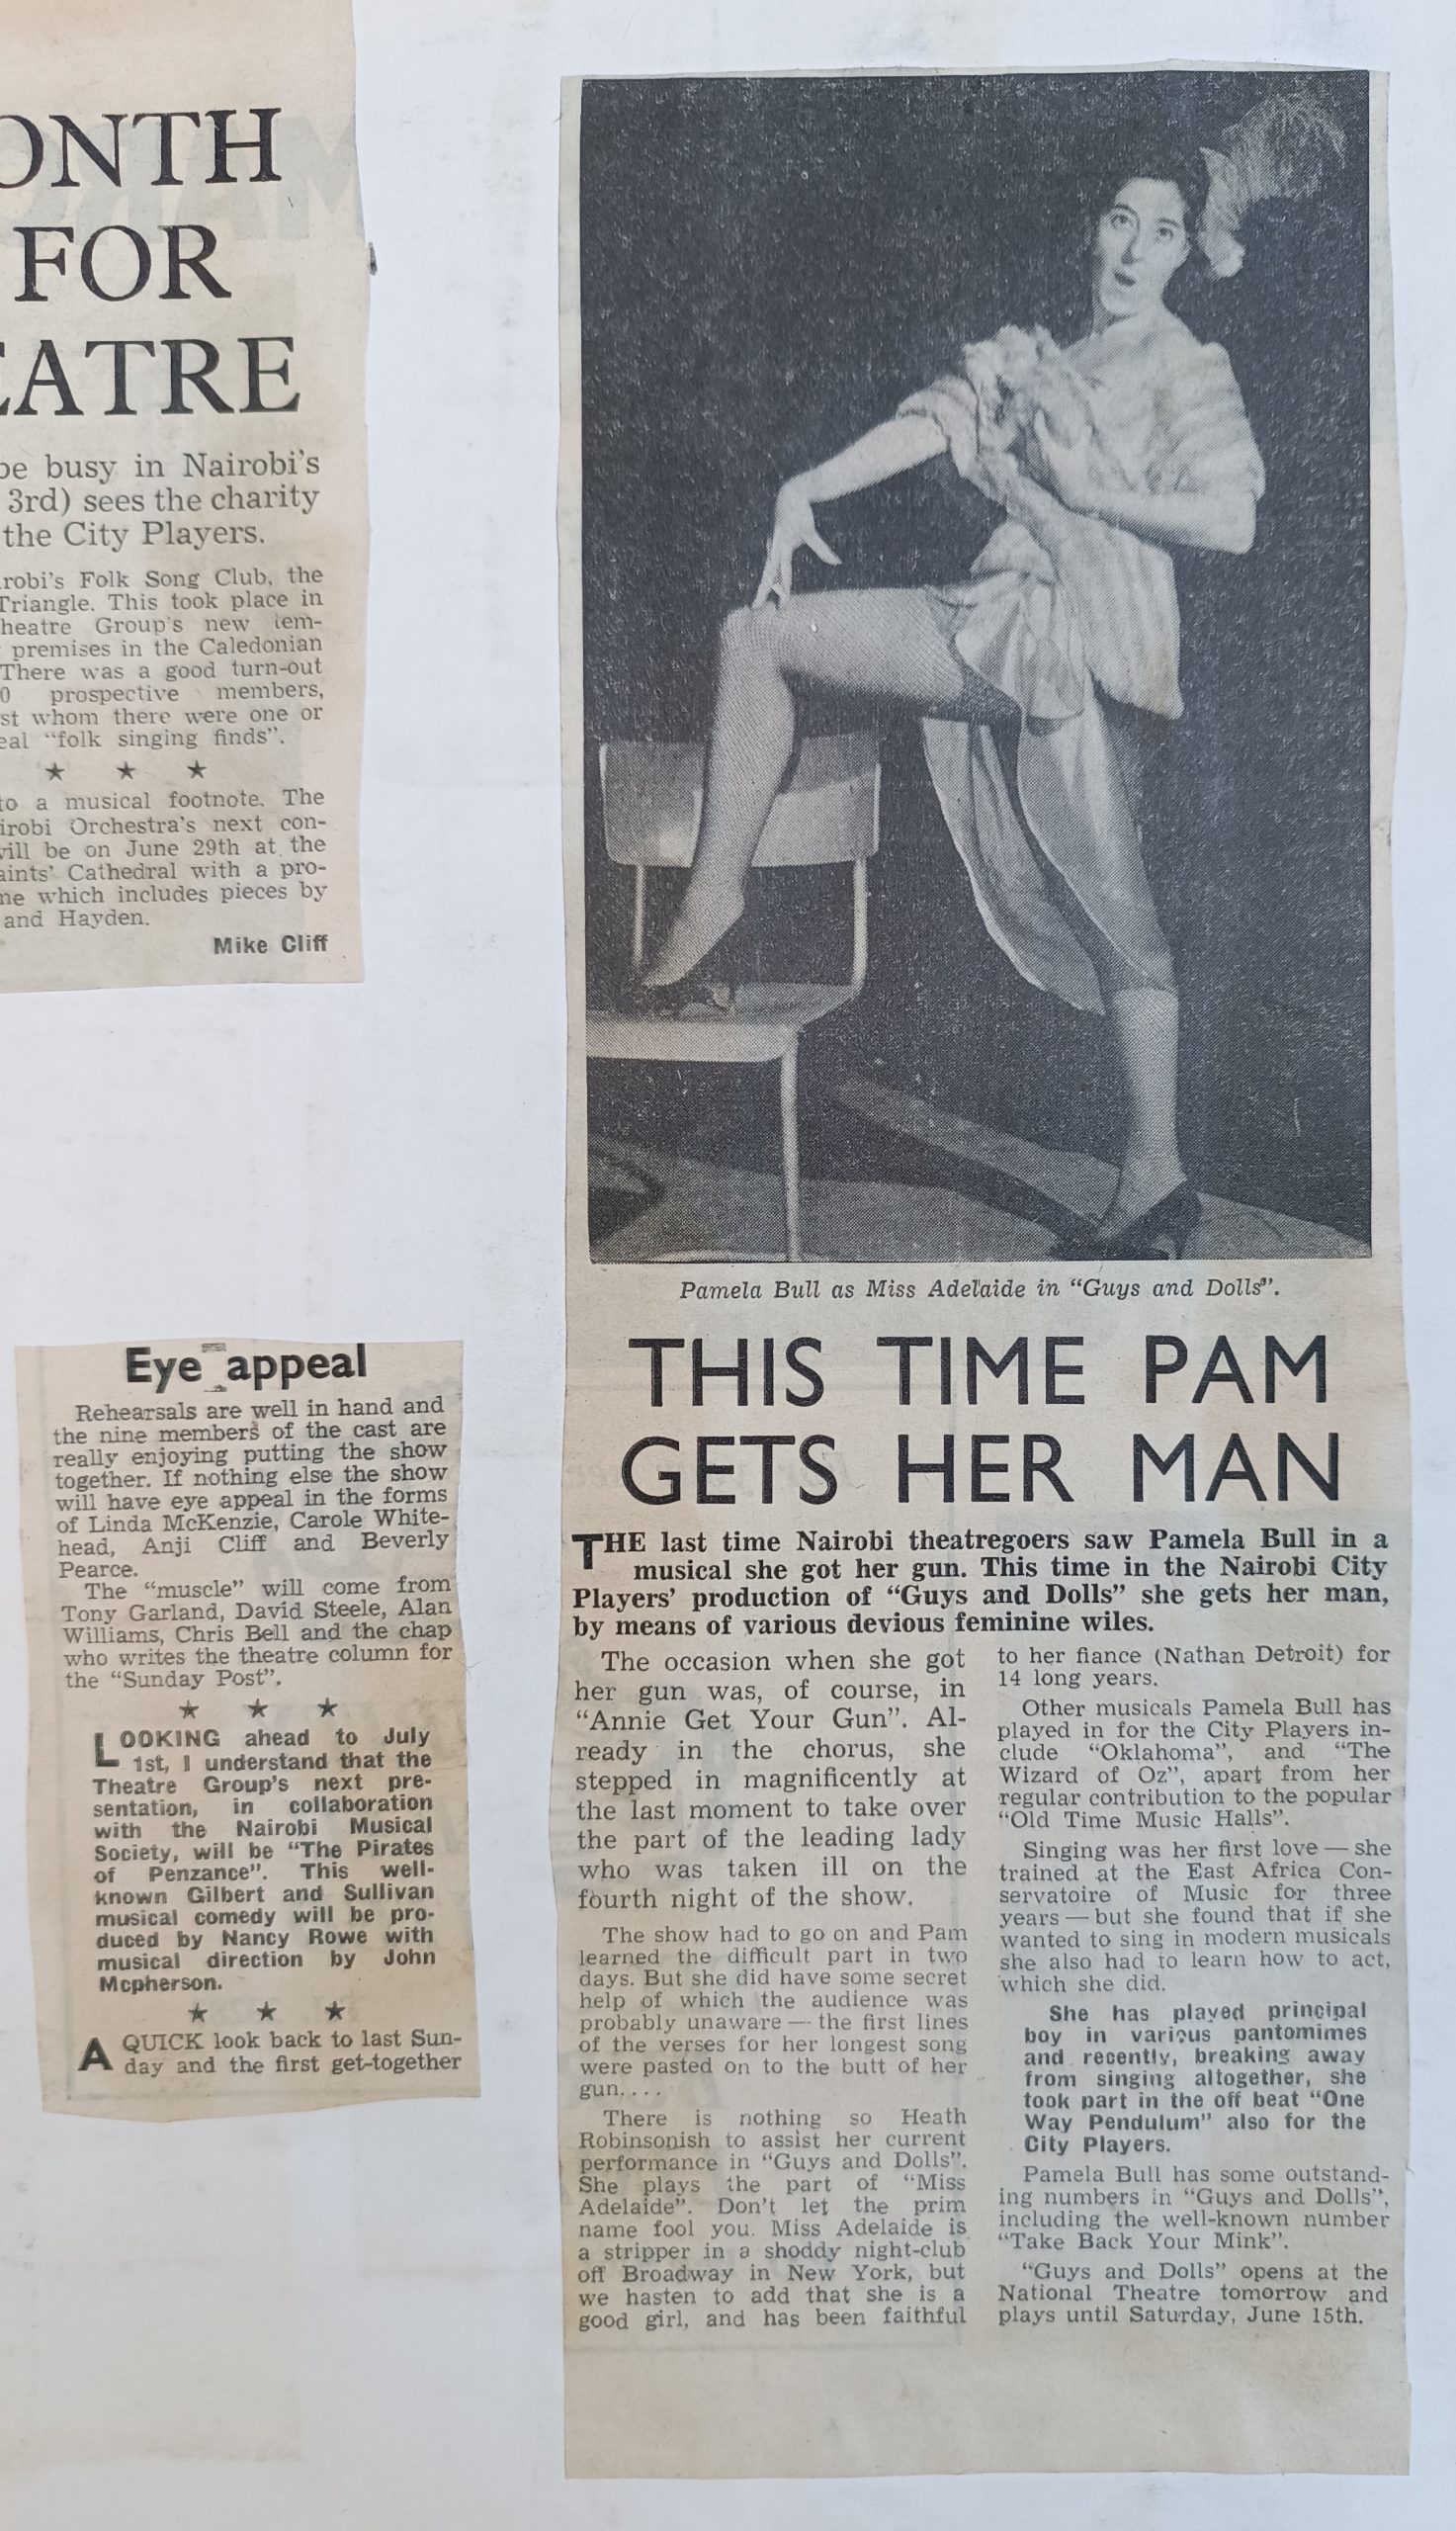 ONTH
FOR
EATRE
be busy in Nairobi's
3rd) sees the charity
the City Players.
robi's Folk Song Club, the
Triangle. This took place in
heatre Group's new tem-
premises in the Caledonian
There was a good turn-out
0 prospective members,
st whom there were one or
eal "folk singing finds".
★ ★ ★
to a musical footnote. The
irobi Orchestra's next con-
will be on June 29th at the
aints' Cathedral with a pro-
ne which includes pieces by
and Hayden.
Mike Cliff
Eye appeal
Rehearsals are well in hand and
the nine members of the cast are
really enjoying putting the show
together. If nothing else the show
will have eye appeal in the forms
of Linda McKenzie, Carole White-
head, Anji Cliff and Beverly
Pearce.
The "muscle" will come from
Tony Garland, David Steele, Alan
Williams, Chris Bell and the chap
who writes the theatre column for
the "Sunday Post".
★ ★ ★
LOOKING ahead to July
1st, I understand that the
Theatre Group's next pre-
sentation, in collaboration
with the Nairobi Musical
Society, will be "The Pirates
of Penzance". This well-
known Gilbert and Sullivan
musical comedy will be pro-
duced by Nancy Rowe with
musical direction by John
Mcpherson.
★ ★ ★
A QUICK look back to last Sun-
day and the first get-together
Pamela Bull as Miss Adelaide in "Guys and Dolls".
THIS TIME PAM
GETS HER MAN
THE last time Nairobi theatregoers saw Pamela Bull in a
musical she got her gun. This time in the Nairobi City
Players' production of "Guys and Dolls" she gets her man,
by means of various devious feminine wiles.
The occasion when she got
her gun was, of course, in
"Annie Get Your Gun". Al-
ready in the chorus, she
stepped in magnificently at
the last moment to take over
the part of the leading lady
who was taken ill on the
fourth night of the show.
The show had to go on and Pam
learned the difficult part in two
days. But she did have some secret
help of which the audience was
probably unaware — the first lines
of the verses for her longest song
were pasted on to the butt of her
gun. . . .
There is nothing so Heath
Robinsonish to assist her current
performance in "Guys and Dolls".
She plays the part of "Miss
Adelaide". Don't let the prim
name fool you. Miss Adelaide is
a stripper in a shoddy night-club
off Broadway in New York, but
we hasten to add that she is a
good girl, and has been faithful
to her fiance (Nathan Detroit) for
14 long years.
Other musicals Pamela Bull has
played in for the City Players in-
clude "Oklahoma", and "The
Wizard of Oz", apart from her
regular contribution to the popular
"Old Time Music Halls".
Singing was her first love — she
trained at the East Africa Con-
servatoire of Music for three
years — but she found that if she
wanted to sing in modern musicals
she also had to learn how to act,
which she did.
She has played principal
boy in various pantomimes
and recently, breaking away
from singing altogether, she
took part in the off beat "One
Way Pendulum" also for the
City Players.
Pamela Bull has some outstand-
ing numbers in "Guys and Dolls",
including the well-known number
"Take Back Your Mink".
"Guys and Dolls" opens at the
National Theatre tomorrow and
plays until Saturday, June 15th.